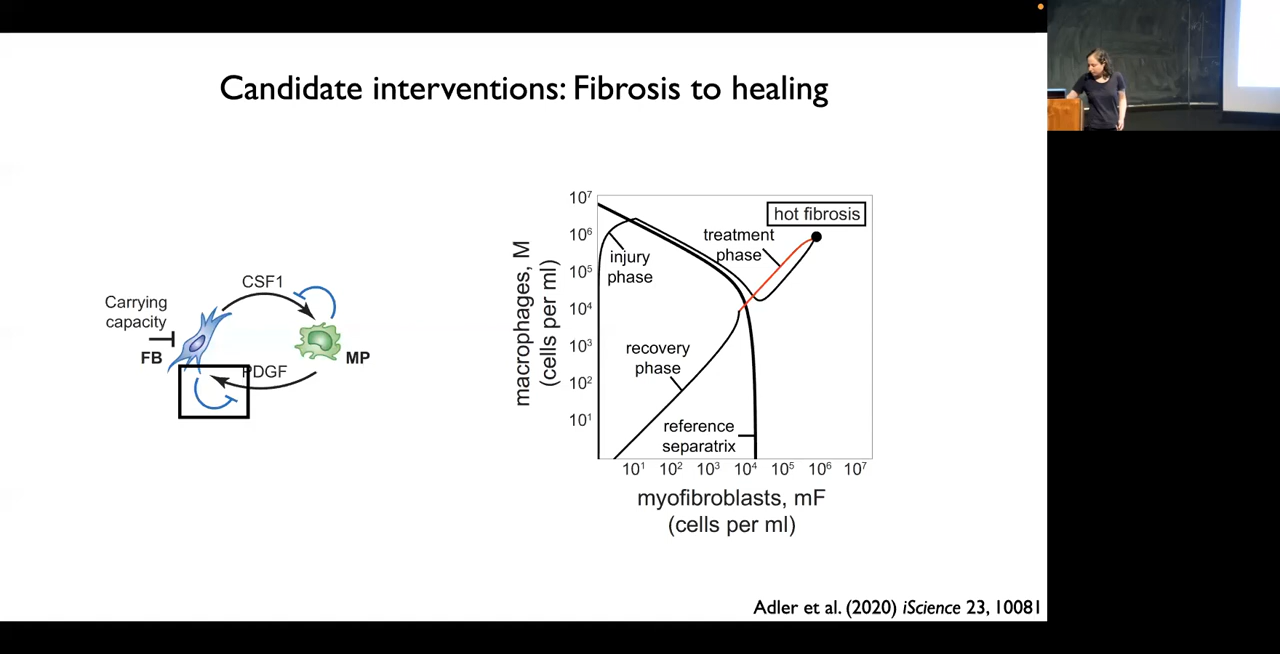 Candidate interventions: Fibrosis to healing
CSF1
Carrying
capacity
FB
MP
PDGF
macrophages, M
(cells per ml)
10⁷
10⁶
10⁵
10⁴
10³
10²
10¹
hot fibrosis
treatment
phase
injury
phase
recovery
phase
reference
separatrix
10¹ 10² 10³ 10⁴ 10⁵ 10⁶ 10⁷
myofibroblasts, mF
(cells per ml)
Adler et al. (2020) iScience 23, 10081